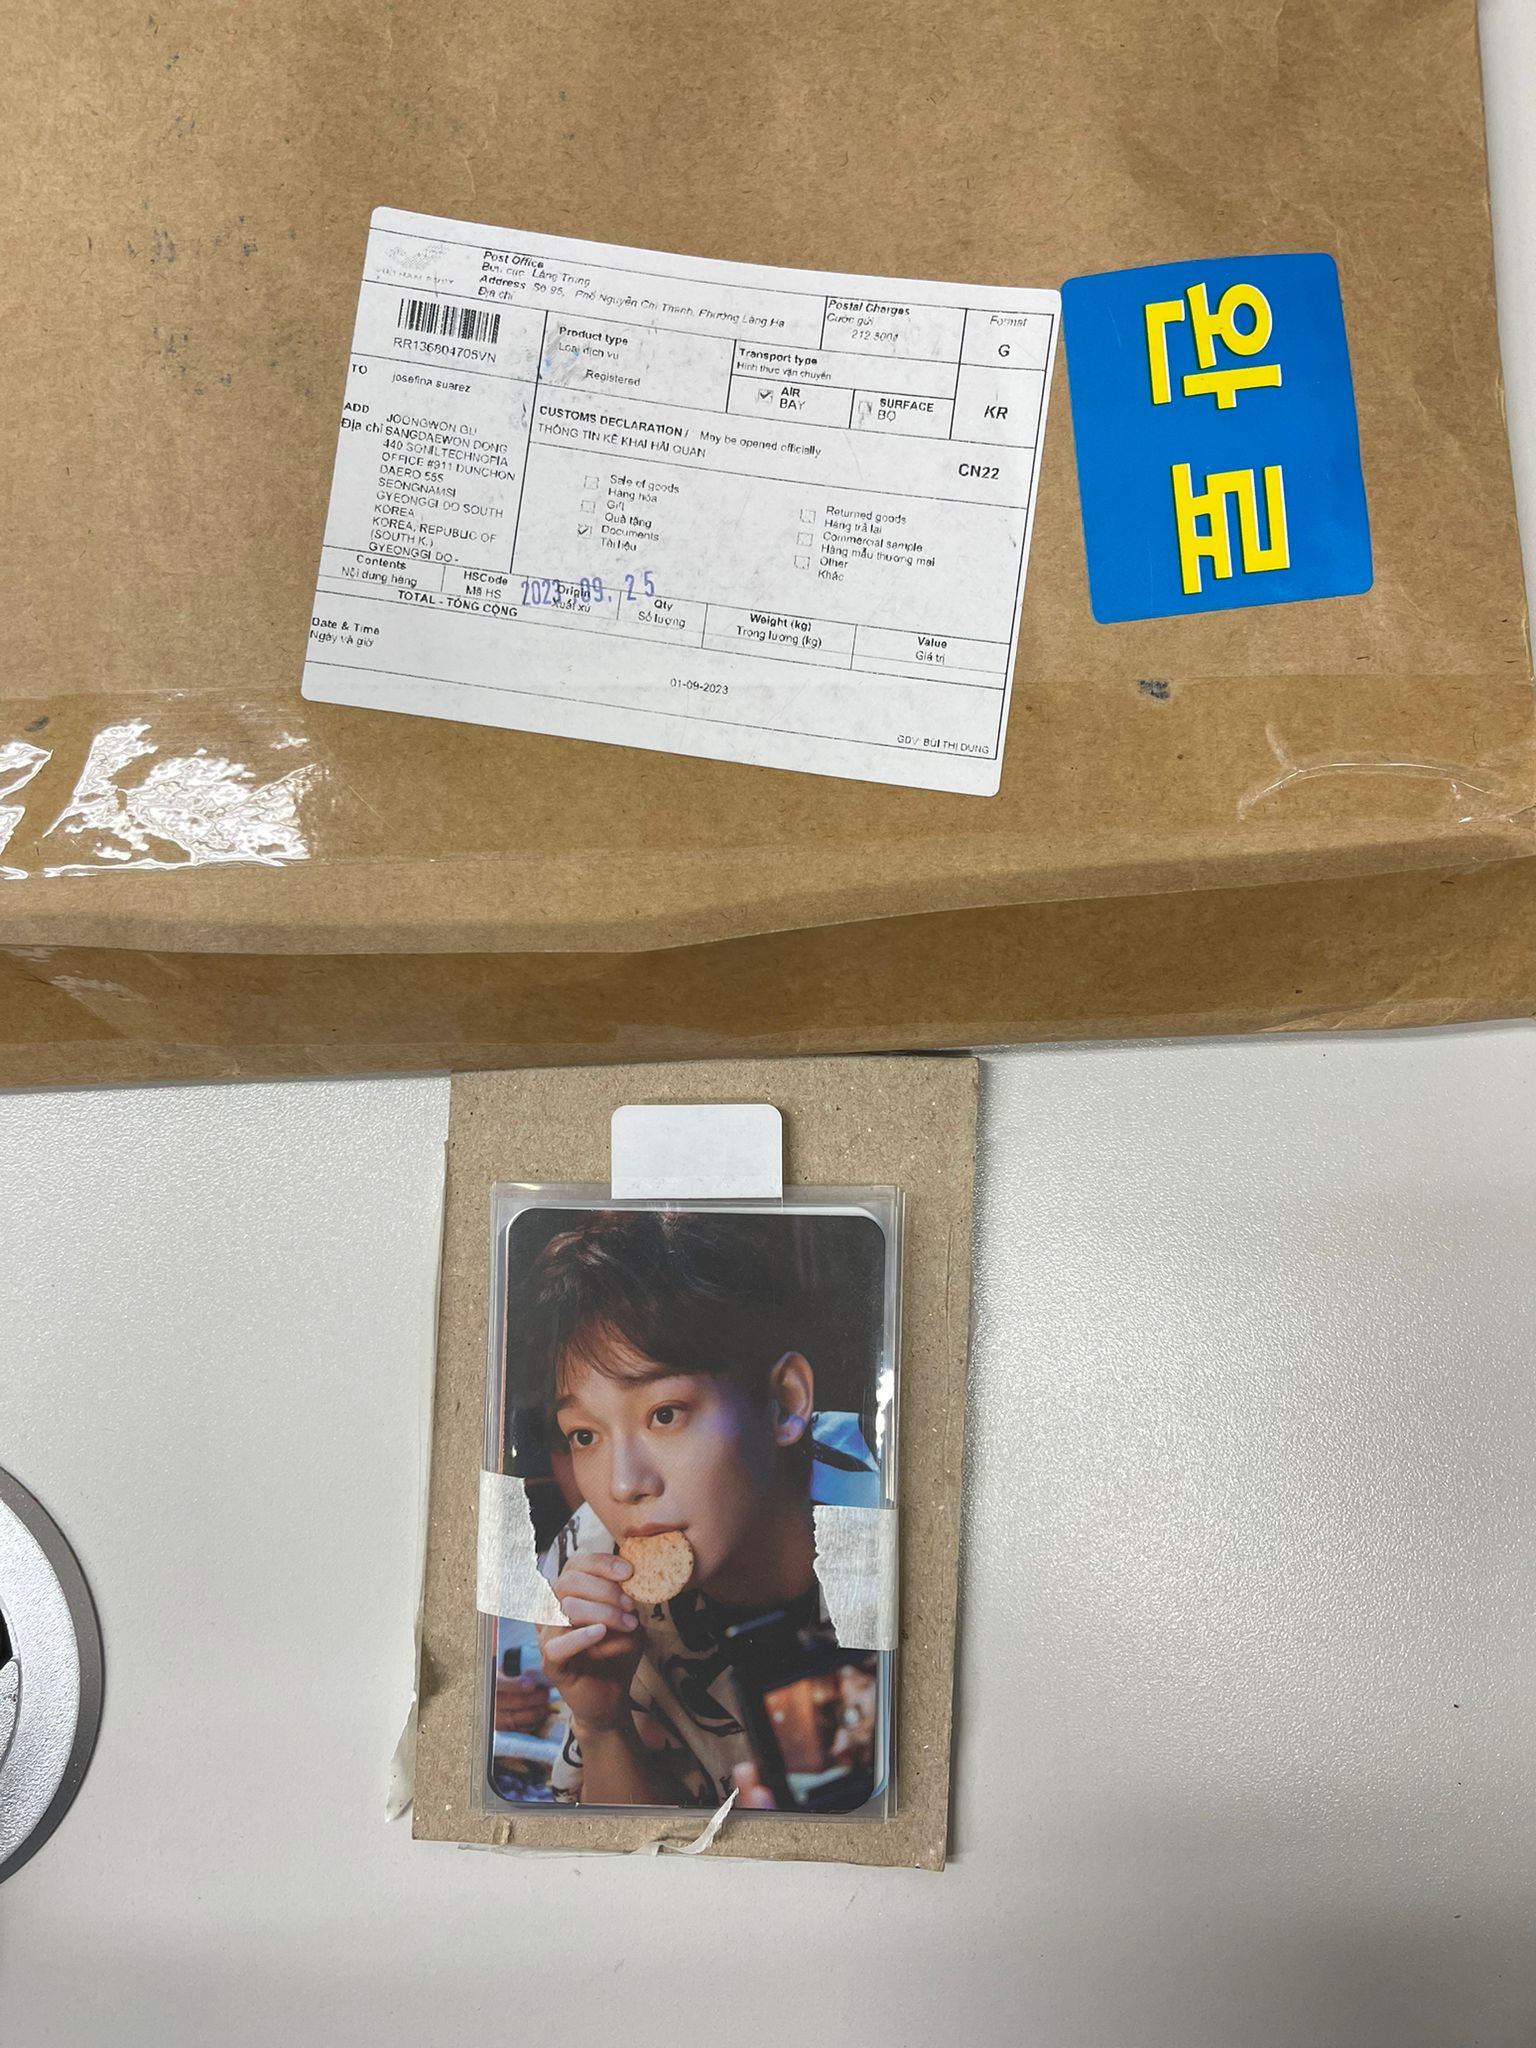 VIETNAM POST
Post Office
Bưu cục Láng Trung
Address Số 95, Phố Nguyễn Chí Thanh, Phường Láng Hạ
Địa chỉ
Postal Charges
Cước gửi
212.500đ
Format
G
RR136804705VN
Product type
Loại dịch vụ
Registered
Transport type
Hình thức vận chuyển
AIR
BAY
SURFACE
BỘ
KR
TO josefina suarez
ADD
Địa chỉ
JOONGWON GU
SANGDAEWON DONG
440 SONILTECHNOPIA
OFFICE #911 DUNCHON
DAERO 555
SEONGNAMSI
GYEONGGI DO SOUTH
KOREA
KOREA, REPUBLIC OF
(SOUTH K.)
GYEONGGI DO -
CUSTOMS DECLARATION / May be opened officially
THÔNG TIN KÊ KHAI HẢI QUAN
CN22
Sale of goods
Hàng hóa
Gift
Quà tặng
Documents
Tài liệu
Returned goods
Hàng trả lại
Commercial sample
Hàng mẫu thương mại
Other
Khác
Contents
Nội dung hàng
HSCode
Mã HS
Origin
Xuất xứ
Qty
Số lượng
Weight (kg)
Trọng lượng (kg)
Value
Giá trị
2023.09.25
TOTAL - TỔNG CỘNG
Date & Time
Ngày và giờ
01-09-2023
GDV: BÙI THỊ DUNG